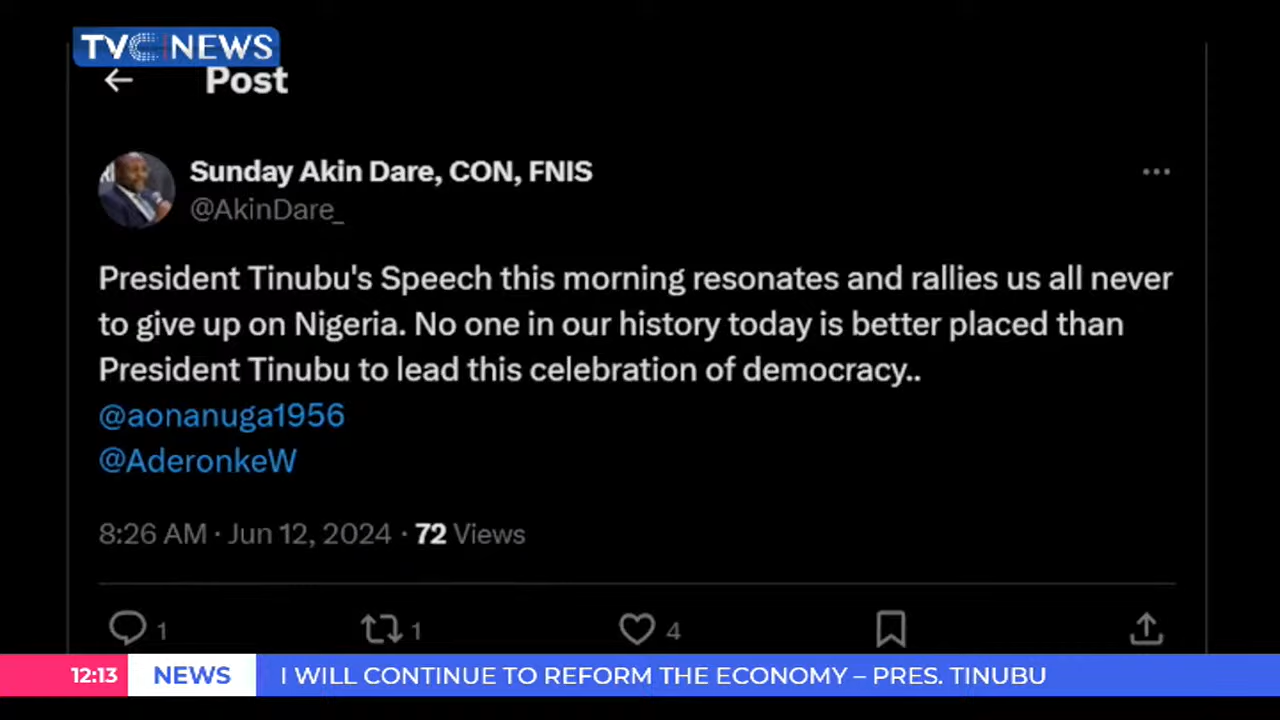 TVC NEWS
Post
Sunday Akin Dare, CON, FNIS
@AkinDare_
President Tinubu's Speech this morning resonates and rallies us all never
to give up on Nigeria. No one in our history today is better placed than
President Tinubu to lead this celebration of democracy..
@aonanuga1956
@AderonkeW
8:26 AM · Jun 12, 2024 · 72 Views
1 1 4
12:13 NEWS I WILL CONTINUE TO REFORM THE ECONOMY – PRES. TINUBU